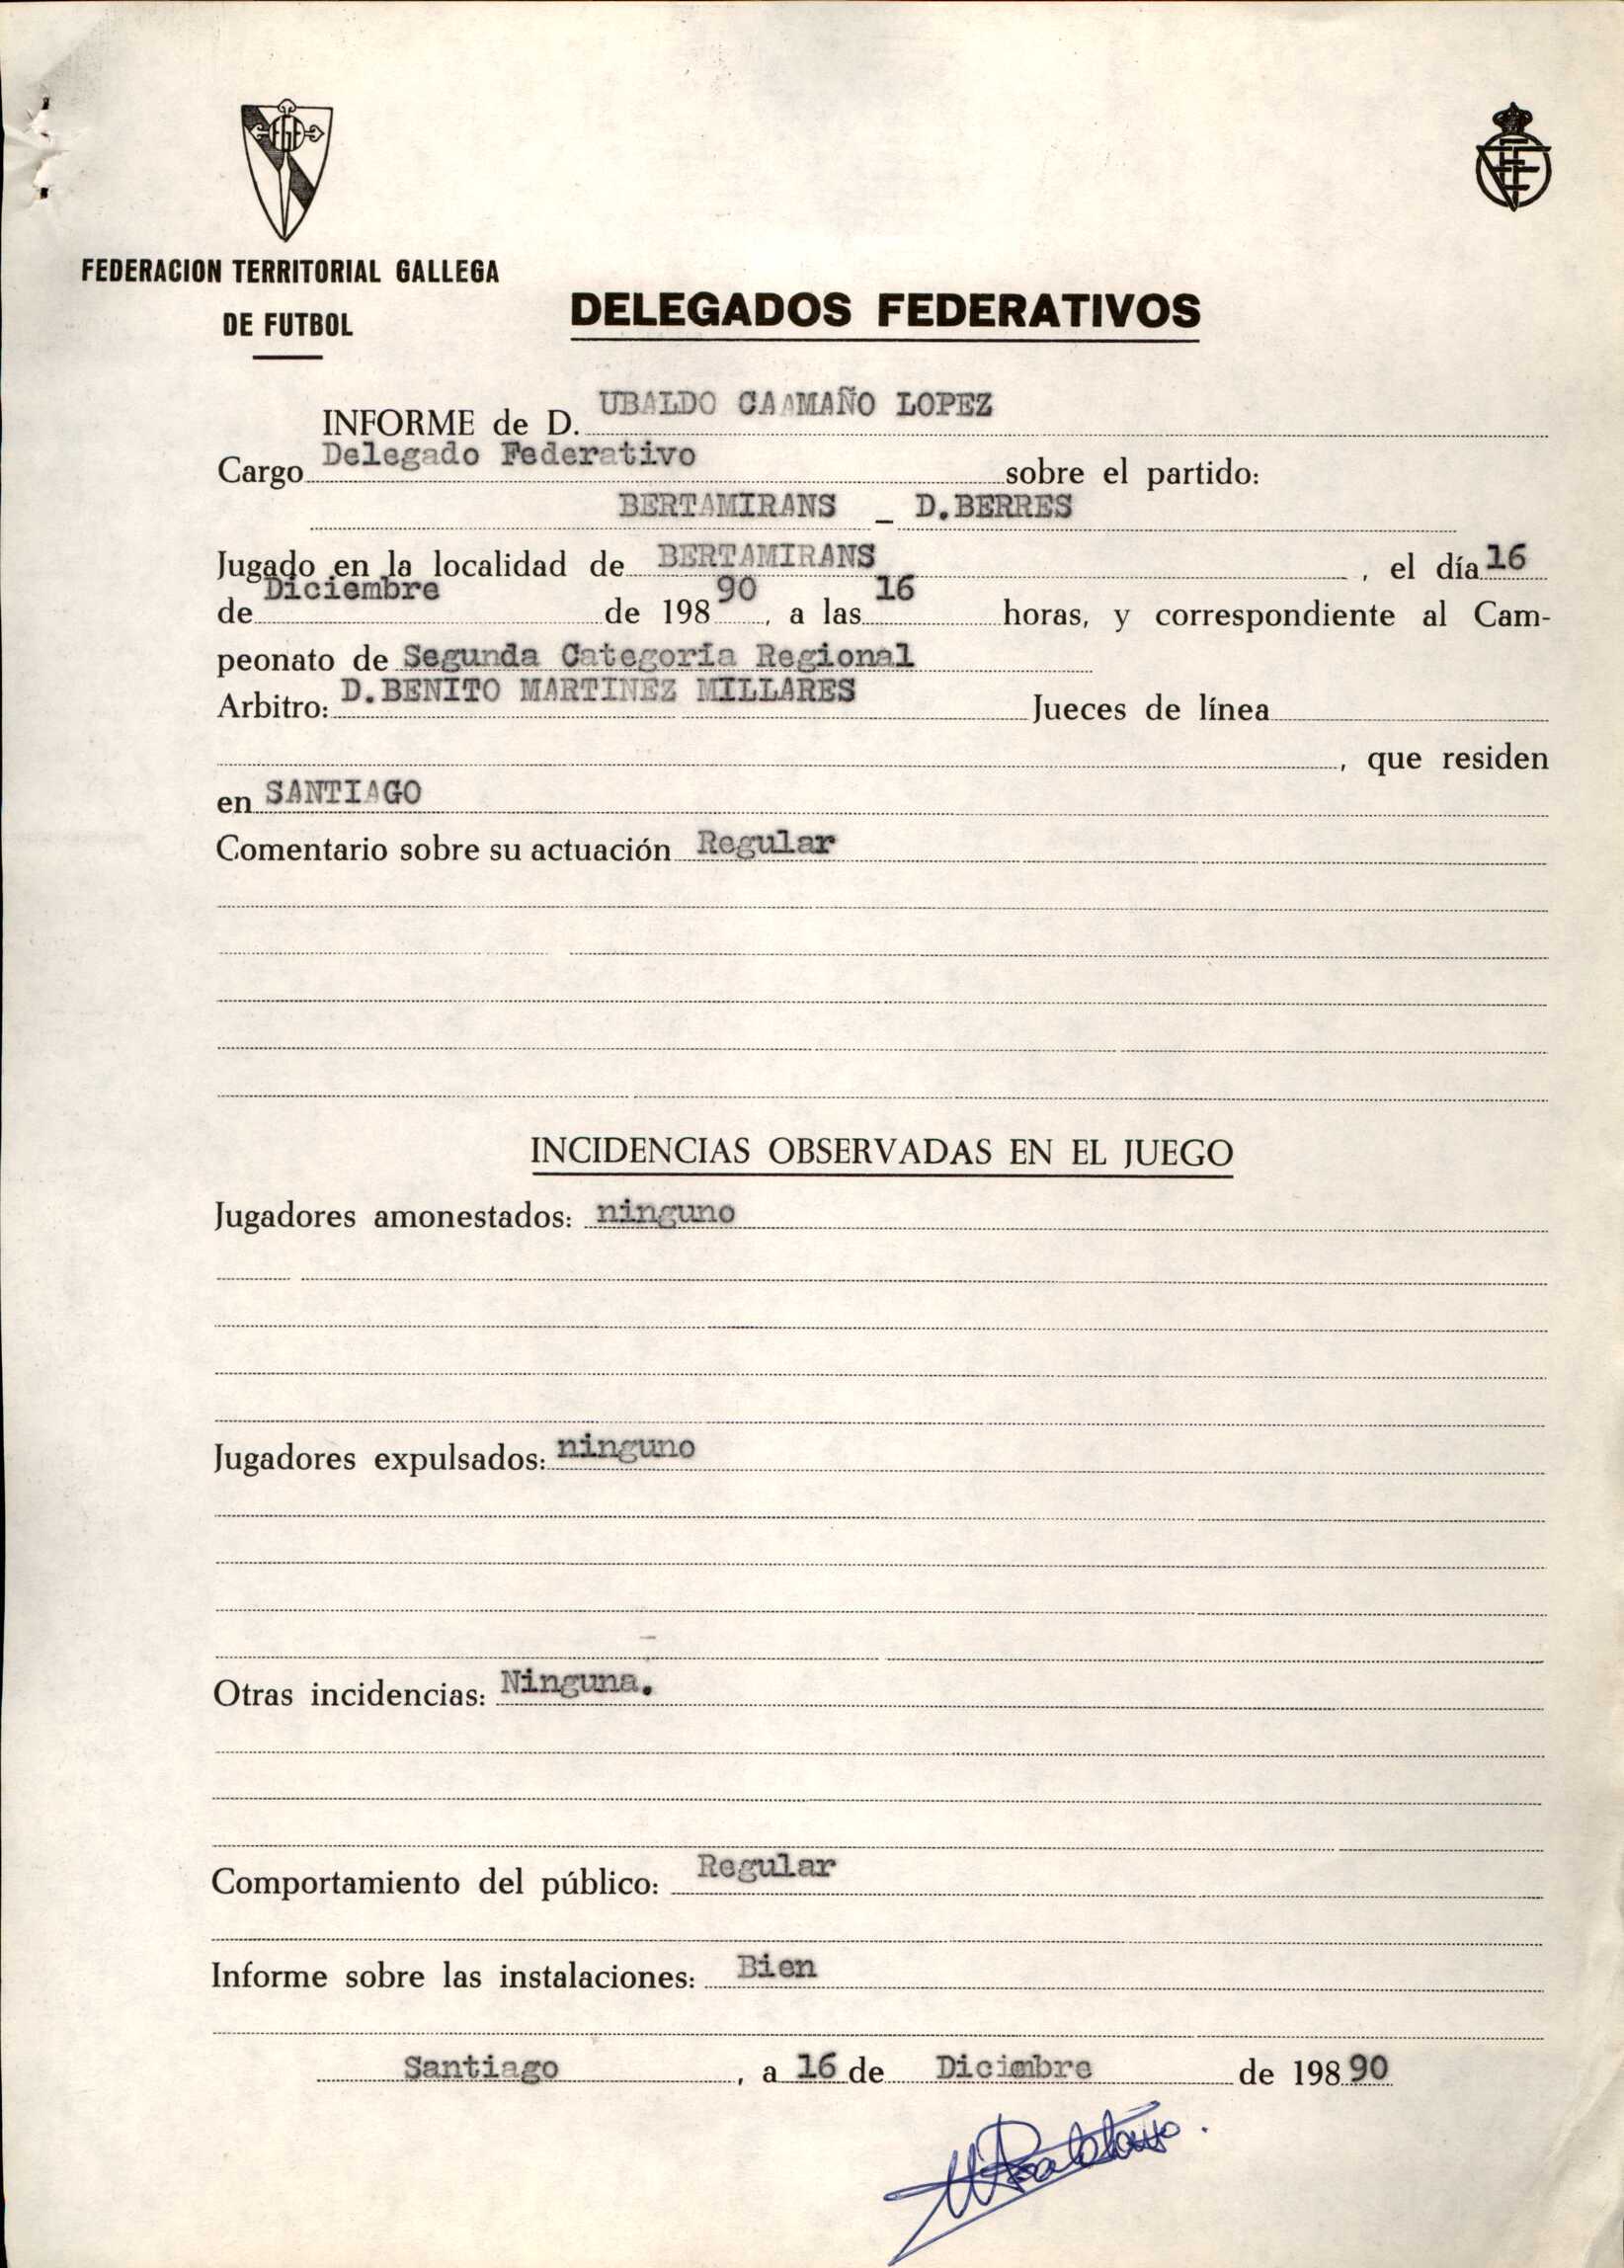 FEDERACION TERRITORIAL GALLEGA
DE FUTBOL
DELEGADOS FEDERATIVOS
INFORME de D. UBALDO CAAMAÑO LOPEZ
Cargo Delegado Federativo sobre el partido:
BERTAMIRANS _ D.BERRES
Jugado en la localidad de BERTAMIRANS, el día 16
de Diciembre de 198 90, a las 16 horas, y correspondiente al Cam-
peonato de Segunda Categoría Regional
Arbitro: D.BENITO MARTINEZ MILLARES Jueces de línea
, que residen
en SANTIAGO
Comentario sobre su actuación Regular
INCIDENCIAS OBSERVADAS EN EL JUEGO
Jugadores amonestados: ninguno
Jugadores expulsados: ninguno
Otras incidencias: Ninguna.
Comportamiento del público: Regular
Informe sobre las instalaciones: Bien
Santiago, a 16 de Diciembre de 198 90